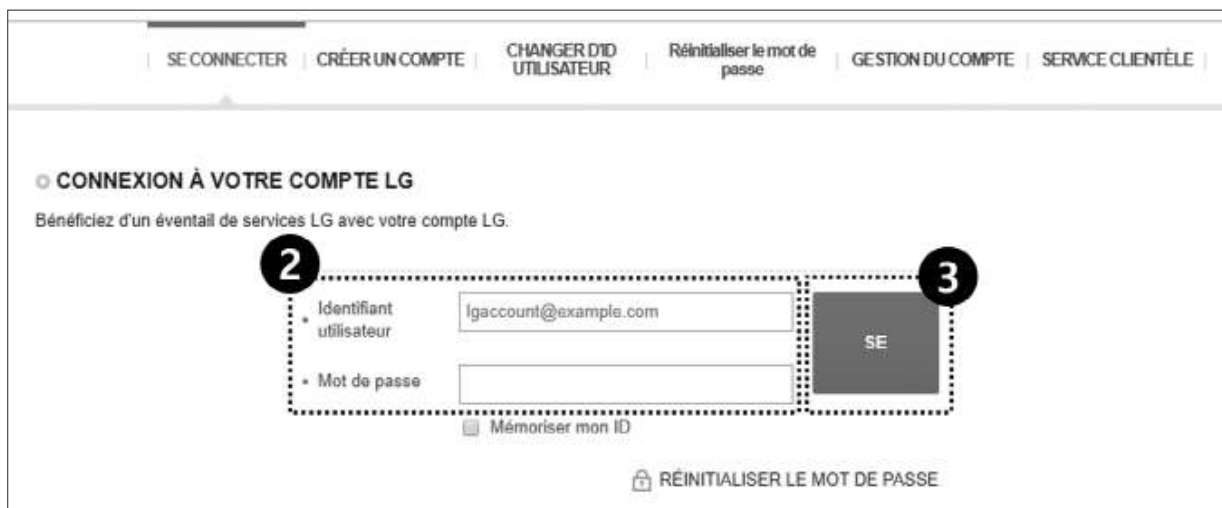 SE CONNECTER
CRÉER UN COMPTE
CHANGER D'ID
UTILISATEUR
Réinitialiser le mot de
passe
GESTION DU COMPTE
SERVICE CLIENTÈLE
CONNEXION À VOTRE COMPTE LG
Bénéficiez d'un éventail de services LG avec votre compte LG.
2
3
Identifiant
utilisateur
lgaccount@example.com
SE
Mot de passe
Mémoriser mon ID
RÉINITIALISER LE MOT DE PASSE